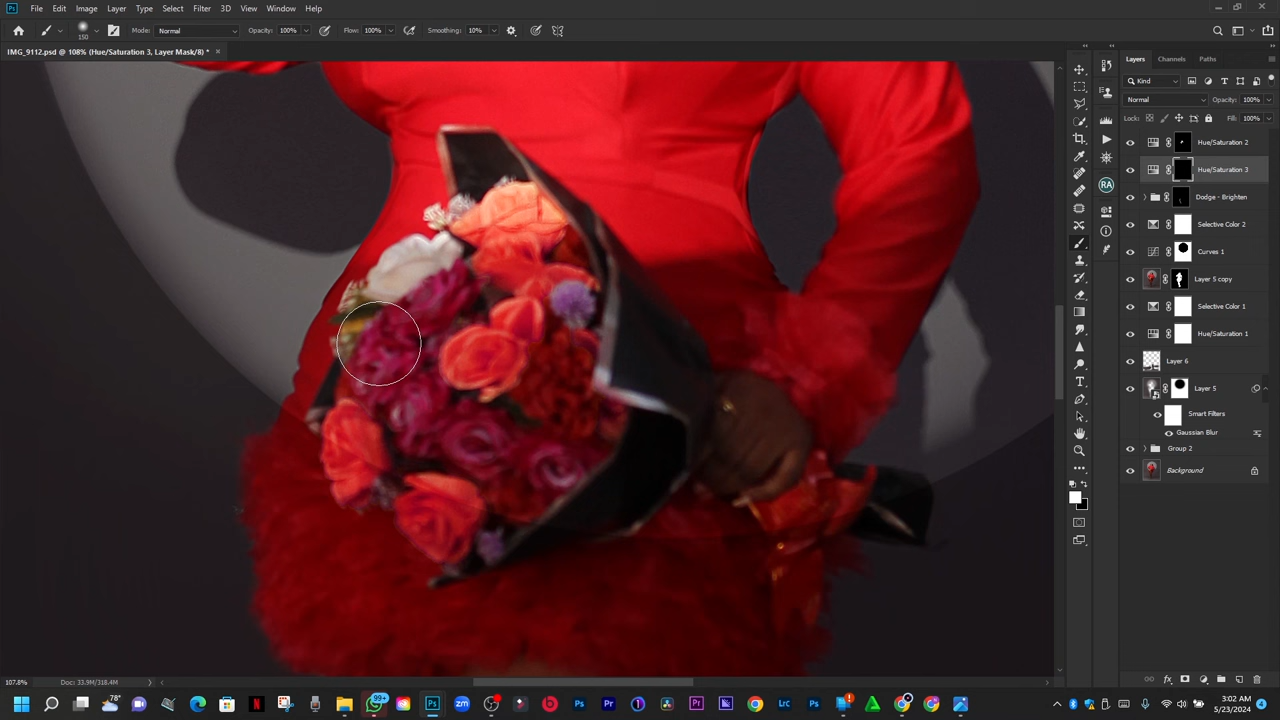 File Edit Image Layer Type Select Filter 3D View Window Help
150 Mode: Normal Opacity: 100% Flow: 100% Smoothing: 10%
IMG_9112.psd @ 108% (Hue/Saturation 3, Layer Mask/8) *
Layers Channels Paths
Kind
Normal Opacity: 100%
Lock: Fill: 100%
Hue/Saturation 2
Hue/Saturation 3
Dodge - Brighten
Selective Color 2
Curves 1
Layer 5 copy
Selective Color 1
Hue/Saturation 1
Layer 6
Layer 5
Smart Filters
Gaussian Blur
Group 2
Background
RA
107.8% Doc: 33.9M/318.4M
78°
99+
3:02 AM
5/23/2024